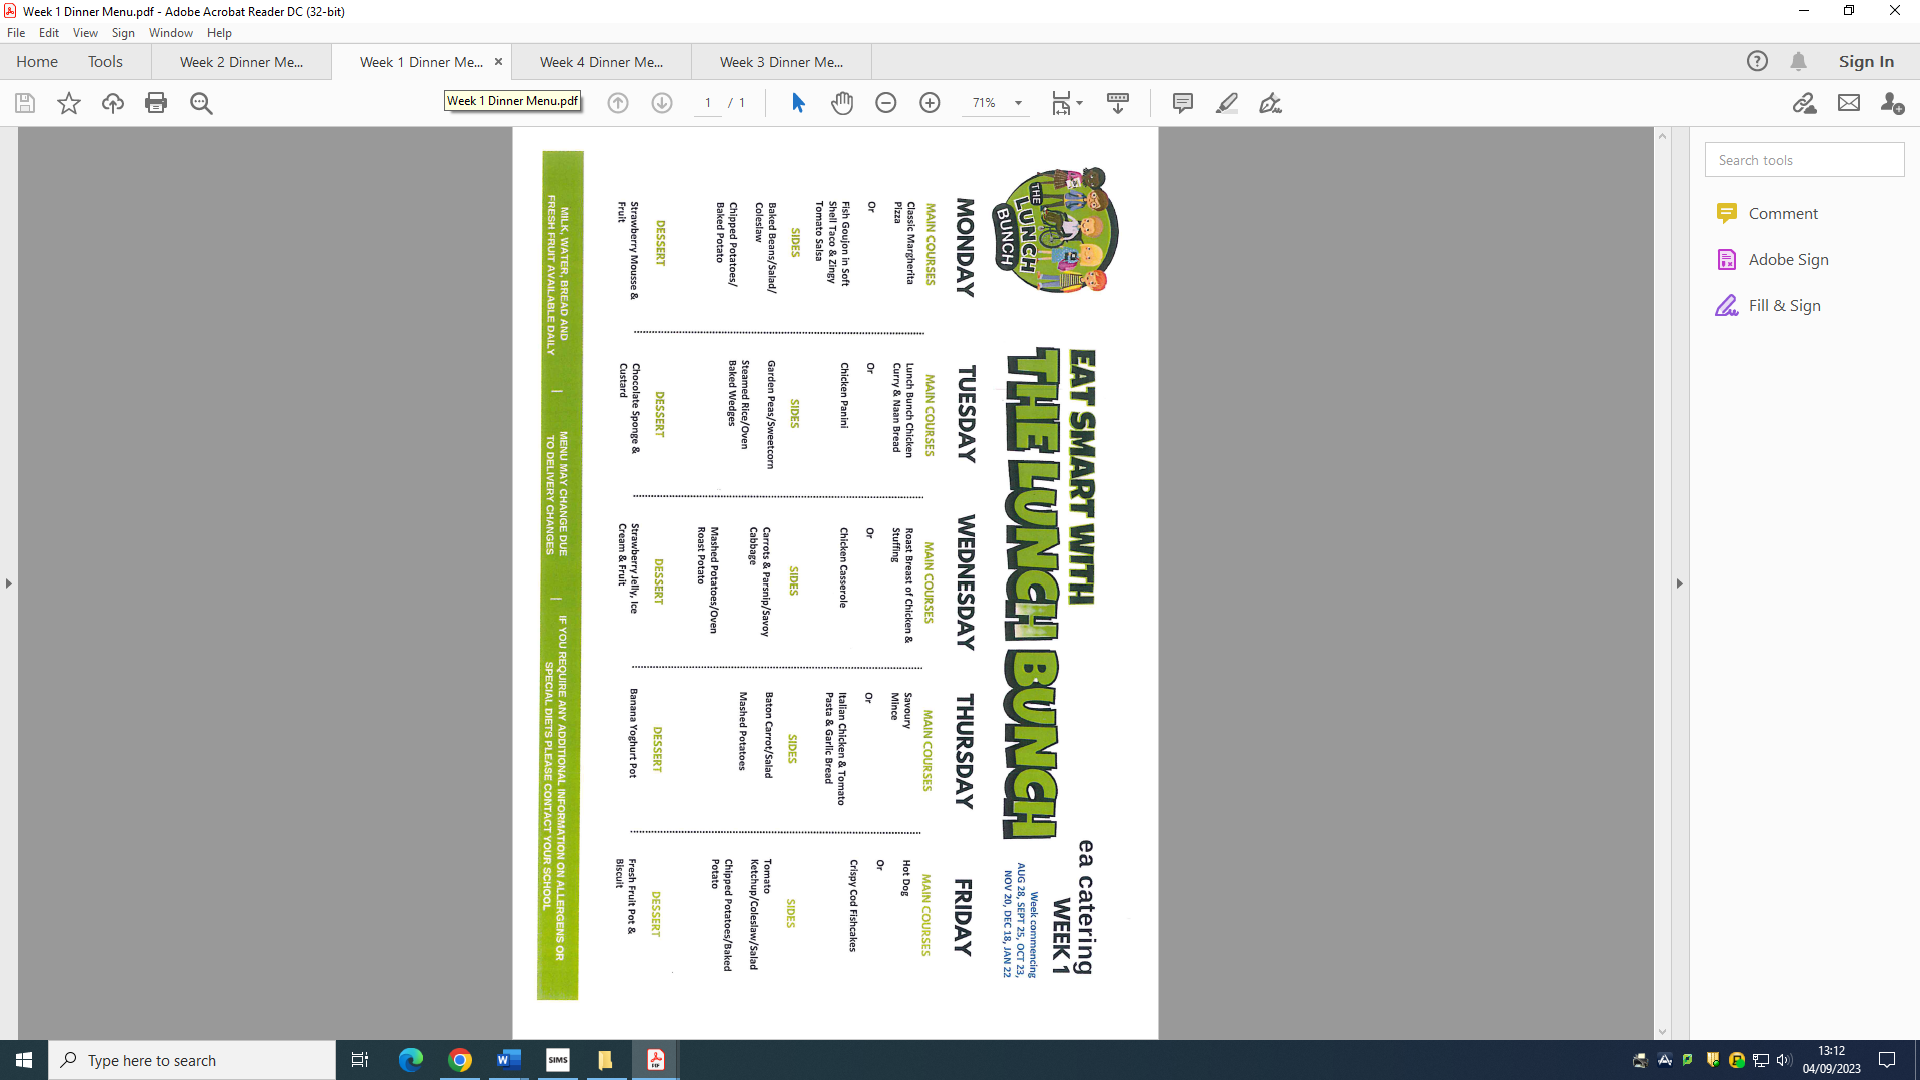 Week 1 Dinner Menu.pdf - Adobe Acrobat Reader DC (32-bit)
File Edit View Sign Window Help
Home Tools Week 2 Dinner Me... Week 1 Dinner Me... × Week 4 Dinner Me... Week 3 Dinner Me... Sign In
Week 1 Dinner Menu.pdf
1 / 1
71%
Search tools
Comment
Adobe Sign
Fill & Sign
THE
LUNCH
BUNCH
EAT SMART WITH
THE LUNCH BUNCH
ea catering
WEEK 1
Week commencing
AUG 28, SEPT 25, OCT 23,
NOV 20, DEC 18, JAN 22
MONDAY
MAIN COURSES
Classic Margherita
Pizza
Or
Fish Goujon in Soft
Shell Taco & Zingy
Tomato Salsa
SIDES
Baked Beans/Salad/
Coleslaw
Chipped Potatoes/
Baked Potato
DESSERT
Strawberry Mousse &
Fruit
TUESDAY
MAIN COURSES
Lunch Bunch Chicken
Curry & Naan Bread
Or
Chicken Panini
SIDES
Garden Peas/Sweetcorn
Steamed Rice/Oven
Baked Wedges
DESSERT
Chocolate Sponge &
Custard
WEDNESDAY
MAIN COURSES
Roast Breast of Chicken &
Stuffing
Or
Chicken Casserole
SIDES
Carrots & Parsnip/Savoy
Cabbage
Mashed Potatoes/Oven
Roast Potato
DESSERT
Strawberry Jelly, Ice
Cream & Fruit
THURSDAY
MAIN COURSES
Savoury
Mince
Or
Italian Chicken & Tomato
Pasta & Garlic Bread
SIDES
Baton Carrot/Salad
Mashed Potatoes
DESSERT
Banana Yoghurt Pot
FRIDAY
MAIN COURSES
Hot Dog
Or
Crispy Cod Fishcakes
SIDES
Tomato
Ketchup/Coleslaw/Salad
Chipped Potatoes/Baked
Potato
DESSERT
Fresh Fruit Pot &
Biscuit
MILK, WATER, BREAD AND
FRESH FRUIT AVAILABLE DAILY
|
MENU MAY CHANGE DUE
TO DELIVERY CHANGES
|
IF YOU REQUIRE ANY ADDITIONAL INFORMATION ON ALLERGENS OR
SPECIAL DIETS PLEASE CONTACT YOUR SCHOOL
Type here to search
SIMS
13:12
04/09/2023